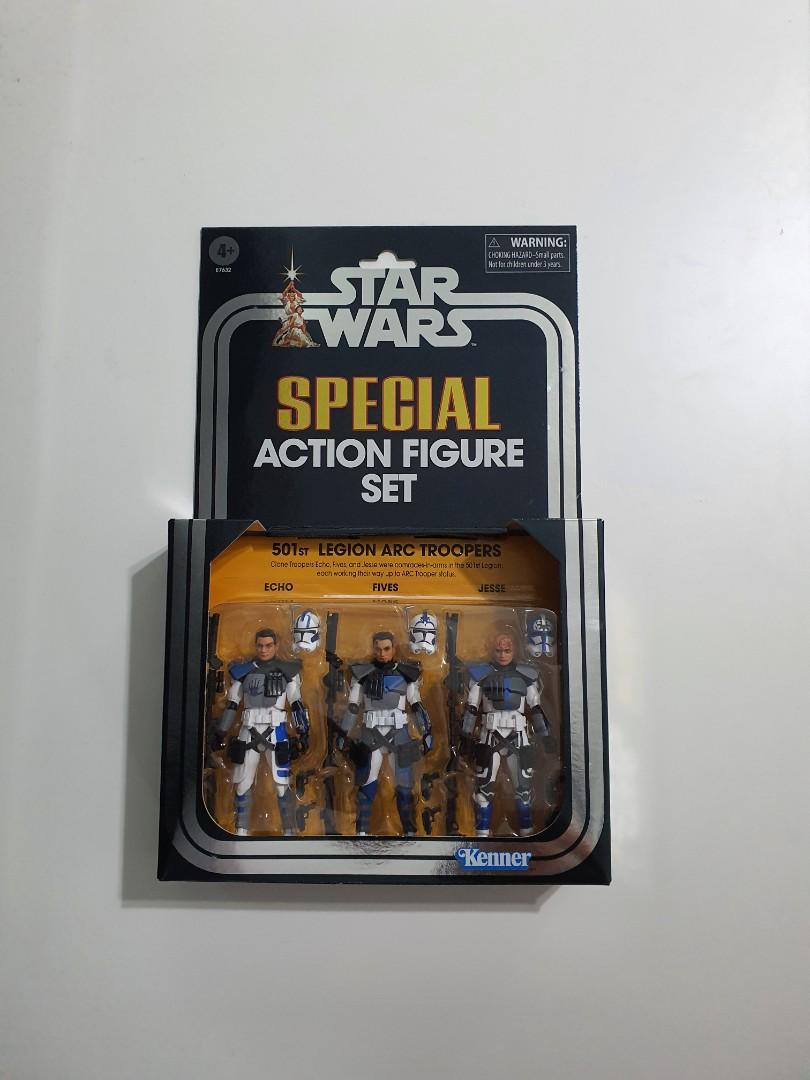 4+
E7632
WARNING:
CHOKING HAZARD–Small parts.
Not for children under 3 years.
STAR
WARS™
SPECIAL
ACTION FIGURE
SET
501ST LEGION ARC TROOPERS
Clone Troopers Echo, Fives, and Jesse were comrades-in-arms in the 501st Legion,
each working their way up to ARC Trooper status.
ECHO FIVES JESSE
Kenner